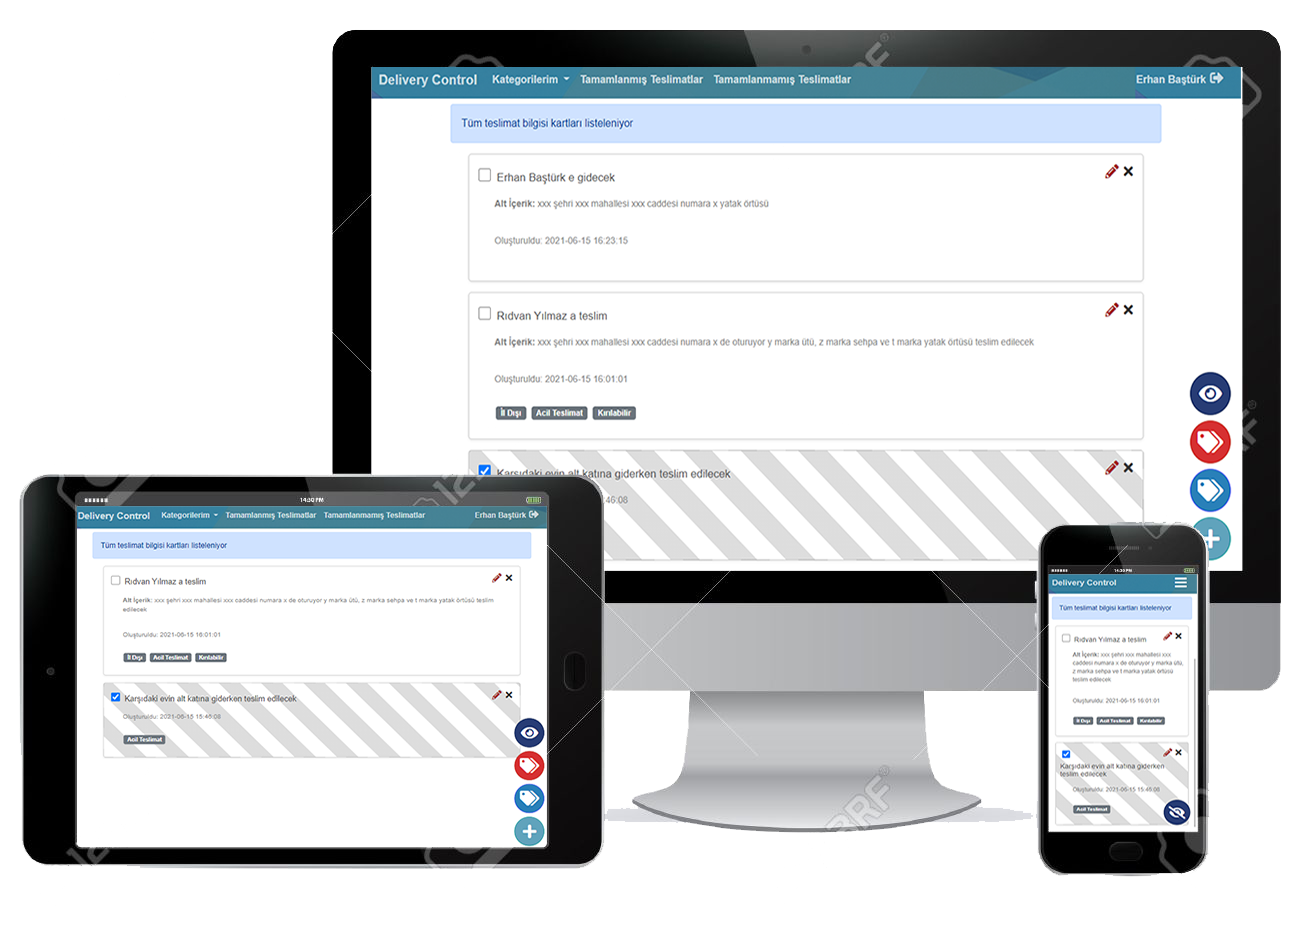 Delivery Control Kategorilerim Tamamlanmış Teslimatlar Tamamlanmamış Teslimatlar Erhan Baştürk
Tüm teslimat bilgisi kartları listeleniyor
Erhan Baştürk e gidecek
Alt İçerik: xxx şehri xxx mahallesi xxx caddesi numara x yatak örtüsü
Oluşturuldu: 2021-06-15 16:23:15
Rıdvan Yılmaz a teslim
Alt İçerik: xxx şehri xxx mahallesi xxx caddesi numara x de oturuyor y marka ütü, z marka sehpa ve t marka yatak örtüsü teslim edilecek
Oluşturuldu: 2021-06-15 16:01:01
İl Dışı Acil Teslimat Kırılabilir
Karşıdaki evin alt katına giderken teslim edilecek
46:08
14:30 PM
Delivery Control Kategorilerim Tamamlanmış Teslimatlar Tamamlanmamış Teslimatlar Erhan Baştürk
Tüm teslimat bilgisi kartları listeleniyor
Rıdvan Yılmaz a teslim
Alt İçerik: xxx şehri xxx mahallesi xxx caddesi numara x de oturuyor y marka ütü, z marka sehpa ve t marka yatak örtüsü teslim
edilecek
Oluşturuldu: 2021-06-15 16:01:01
İl Dışı Acil Teslimat Kırılabilir
Karşıdaki evin alt katına giderken teslim edilecek
Oluşturuldu: 2021-06-15 15:46:08
Acil Teslimat
14:30 PM
Delivery Control
Tüm teslimat bilgisi kartları listeleniyor
Rıdvan Yılmaz a teslim
Alt İçerik: xxx şehri xxx mahallesi xxx
caddesi numara x de oturuyor y marka ütü,
z marka sehpa ve t marka yatak örtüsü
teslim edilecek
Oluşturuldu: 2021-06-15 16:01:01
İl Dışı Acil Teslimat Kırılabilir
Karşıdaki evin alt katına giderken
teslim edilecek
Oluşturuldu: 2021-06-15 15:46:08
Acil Teslimat